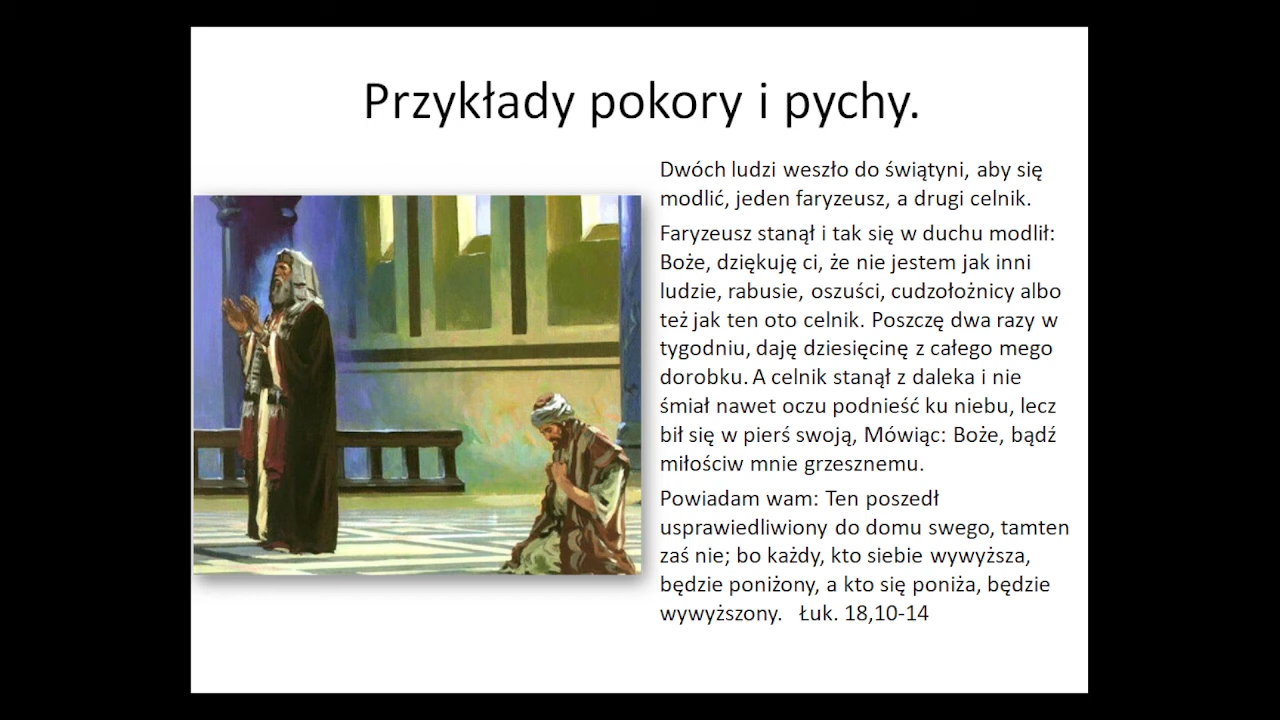 Przykłady pokory i pychy.
Dwóch ludzi weszło do świątyni, aby się
modlić, jeden faryzeusz, a drugi celnik.
Faryzeusz stanął i tak się w duchu modlił:
Boże, dziękuję ci, że nie jestem jak inni
ludzie, rabusie, oszuści, cudzołożnicy albo
też jak ten oto celnik. Poszczę dwa razy w
tygodniu, daję dziesięcinę z całego mego
dorobku. A celnik stanął z daleka i nie
śmiał nawet oczu podnieść ku niebu, lecz
bił się w pierś swoją, Mówiąc: Boże, bądź
miłościw mnie grzesznemu.
Powiadam wam: Ten poszedł
usprawiedliwiony do domu swego, tamten
zaś nie; bo każdy, kto siebie wywyższa,
będzie poniżony, a kto się poniża, będzie
wywyższony. Łuk. 18,10-14